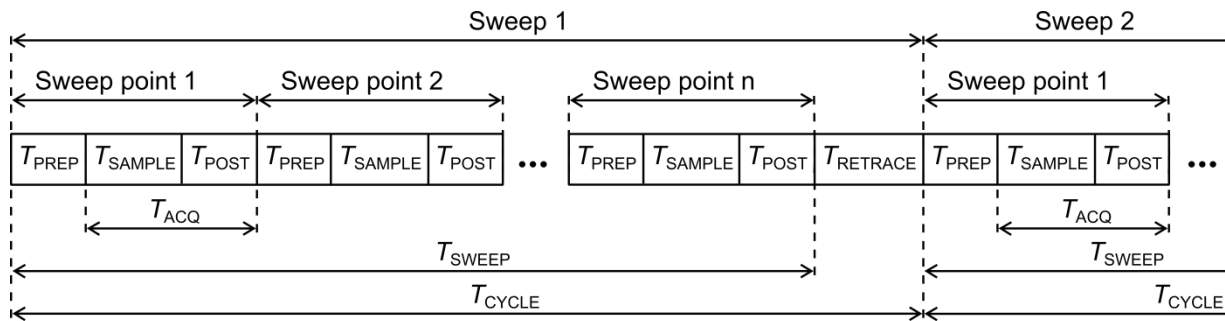 Sweep 1 Sweep 2
Sweep point 1 Sweep point 2 Sweep point n Sweep point 1
TPREP TSAMPLE TPOST TPREP TSAMPLE TPOST ... TPREP TSAMPLE TPOST TRETRACE TPREP TSAMPLE TPOST ...
TACQ TACQ
TSWEEP TSWEEP
TCYCLE TCYCLE